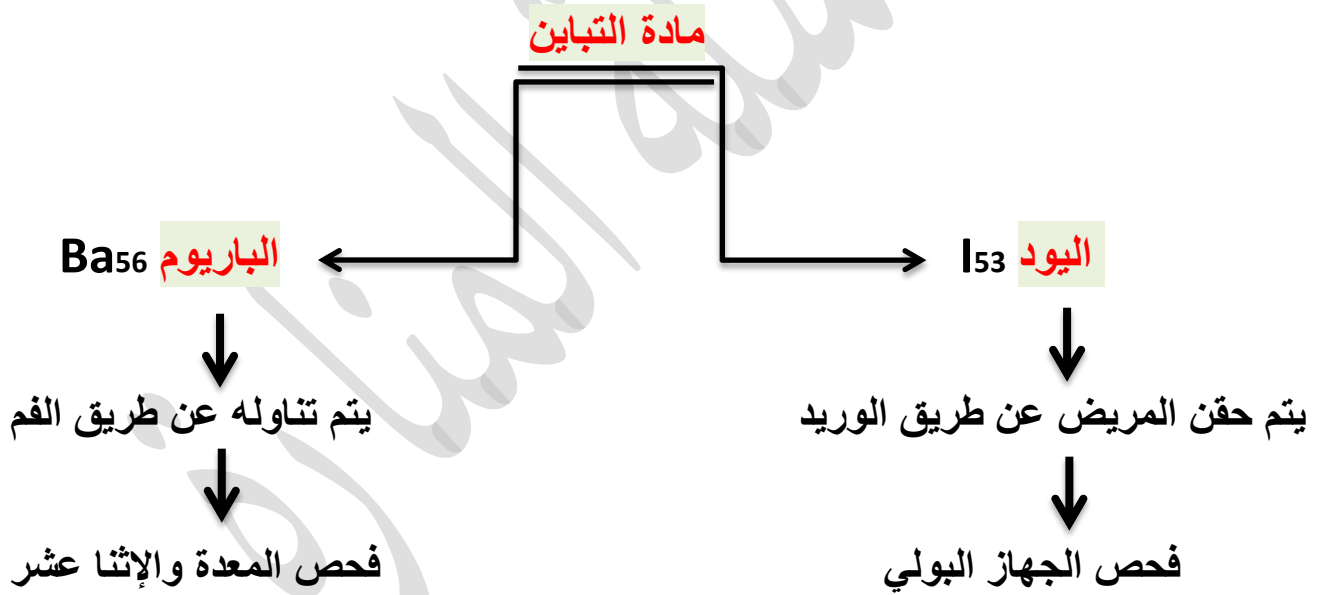 مادة التباين
اليود I53
الباريوم Ba56
يتم حقن المريض عن طريق الوريد
يتم تناوله عن طريق الفم
فحص الجهاز البولي
فحص المعدة والإثنا عشر